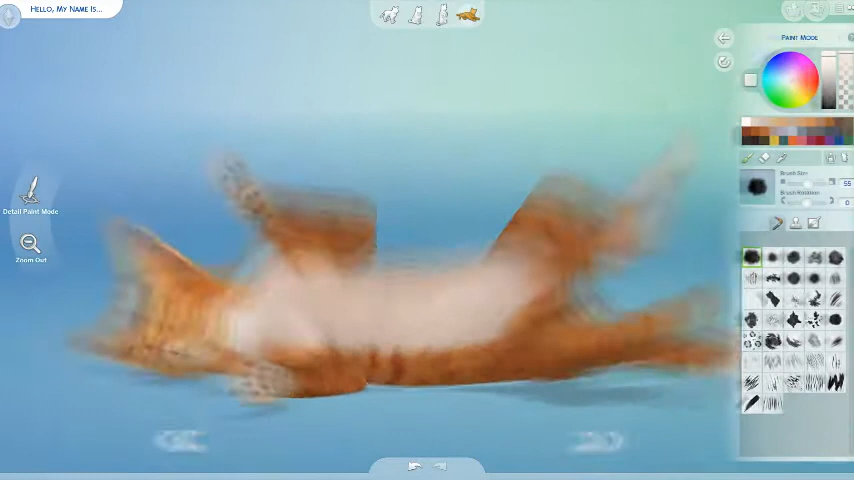 Hello, My Name Is...
Paint Mode
Brush Size
55
Brush Rotation
0
Detail Paint Mode
Zoom Out